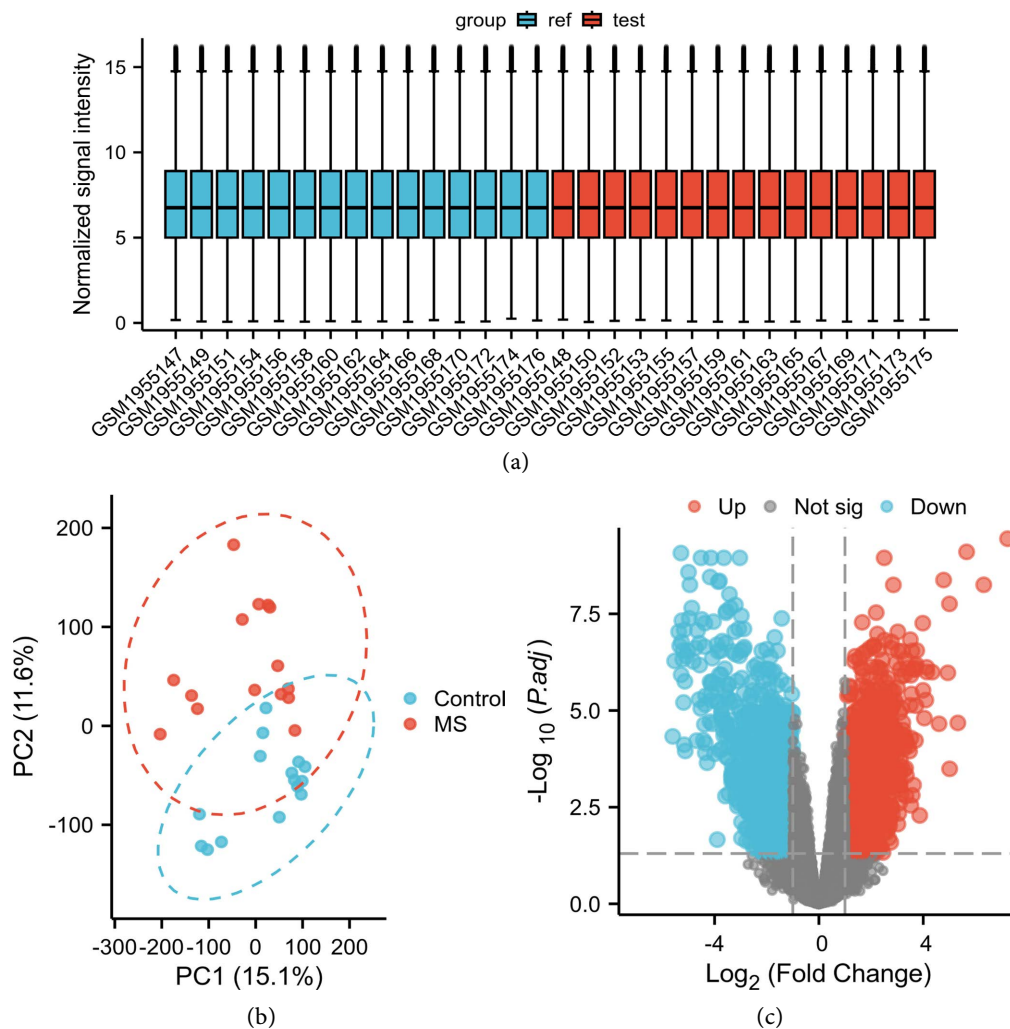 group ref test
Normalized signal intensity
15
10
5
0
GSM1955147
GSM1955149
GSM1955151
GSM1955154
GSM1955156
GSM1955158
GSM1955160
GSM1955162
GSM1955164
GSM1955166
GSM1955168
GSM1955170
GSM1955172
GSM1955174
GSM1955176
GSM1955148
GSM1955150
GSM1955152
GSM1955153
GSM1955155
GSM1955157
GSM1955159
GSM1955161
GSM1955163
GSM1955165
GSM1955167
GSM1955169
GSM1955171
GSM1955173
GSM1955175
(a)
PC2 (11.6%)
200
100
0
-100
-300 -200 -100 0 100 200
PC1 (15.1%)
Control
MS
(b)
Up Not sig Down
-Log 10 (P.adj)
7.5
5.0
2.5
0.0
-4 0 4
Log2 (Fold Change)
(c)